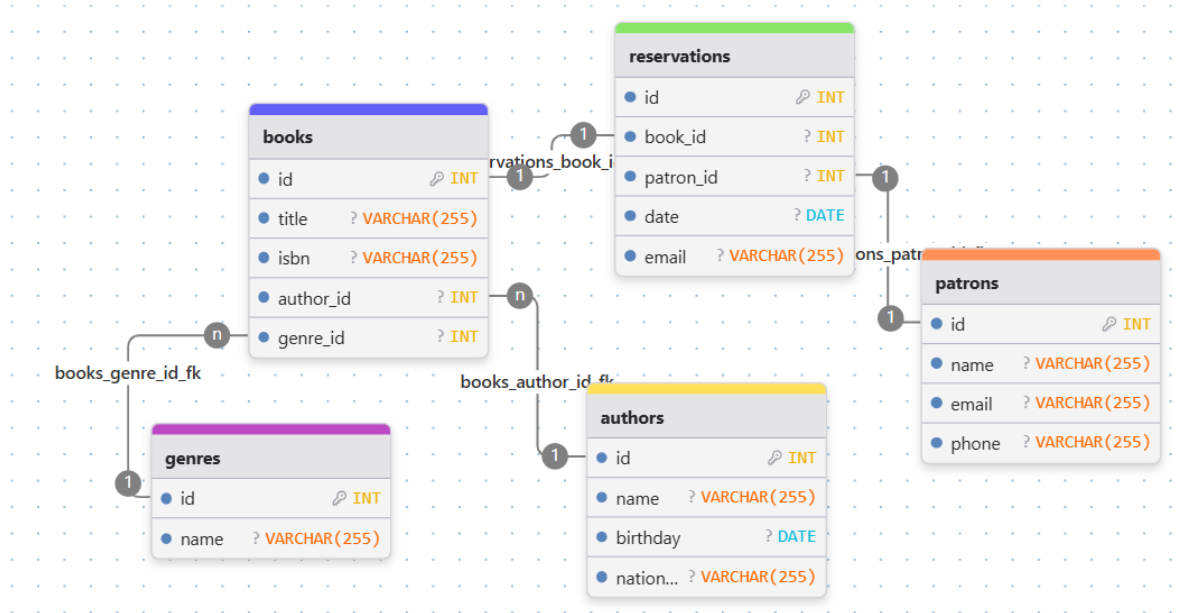 reservations
id INT
book_id ? INT
patron_id ? INT
date ? DATE
email ? VARCHAR(255)
books
id INT
title ? VARCHAR(255)
isbn ? VARCHAR(255)
author_id ? INT
genre_id ? INT
1
1
rvations_book_i
1
1
ons_patr
patrons
id INT
name ? VARCHAR(255)
email ? VARCHAR(255)
phone ? VARCHAR(255)
n
1
books_genre_id_fk
n
1
books_author_id_fk
authors
id INT
name ? VARCHAR(255)
birthday ? DATE
nation... ? VARCHAR(255)
genres
id INT
name ? VARCHAR(255)